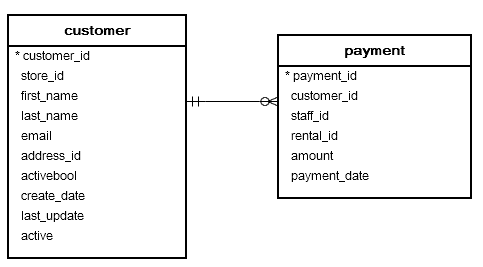 customer
* customer_id
store_id
first_name
last_name
email
address_id
activebool
create_date
last_update
active
payment
* payment_id
customer_id
staff_id
rental_id
amount
payment_date